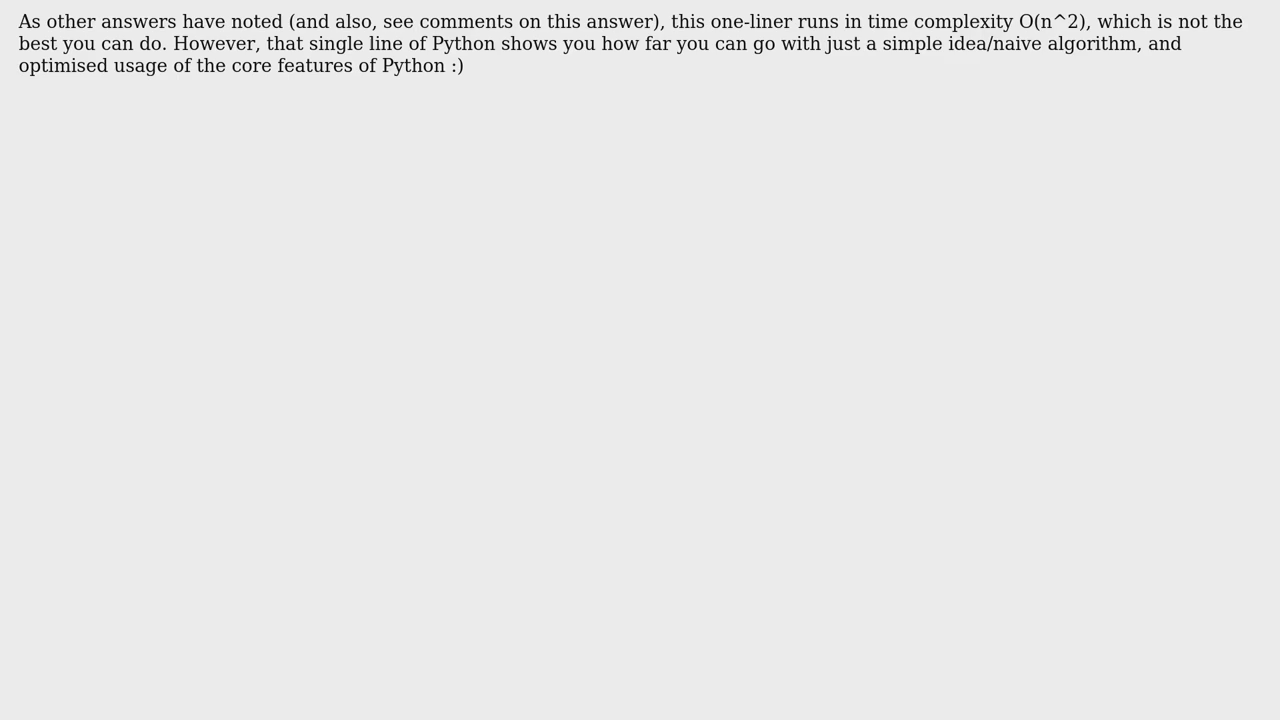 As other answers have noted (and also, see comments on this answer), this one-liner runs in time complexity O(n^2), which is not the
best you can do. However, that single line of Python shows you how far you can go with just a simple idea/naive algorithm, and
optimised usage of the core features of Python :)